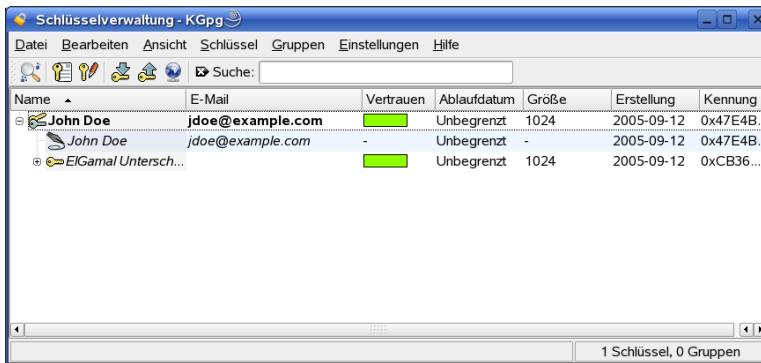 Schlüsselverwaltung - KGpg
Datei Bearbeiten Ansicht Schlüssel Gruppen Einstellungen Hilfe
Suche:
Name E-Mail Vertrauen Ablaufdatum Größe Erstellung Kennung
John Doe jdoe@example.com Unbegrenzt 1024 2005-09-12 0x47E4B.
John Doe jdoe@example.com - Unbegrenzt - 2005-09-12 0x47E4B.
ElGamal Untersch... Unbegrenzt 1024 2005-09-12 0xCB36...
1 Schlüssel, 0 Gruppen